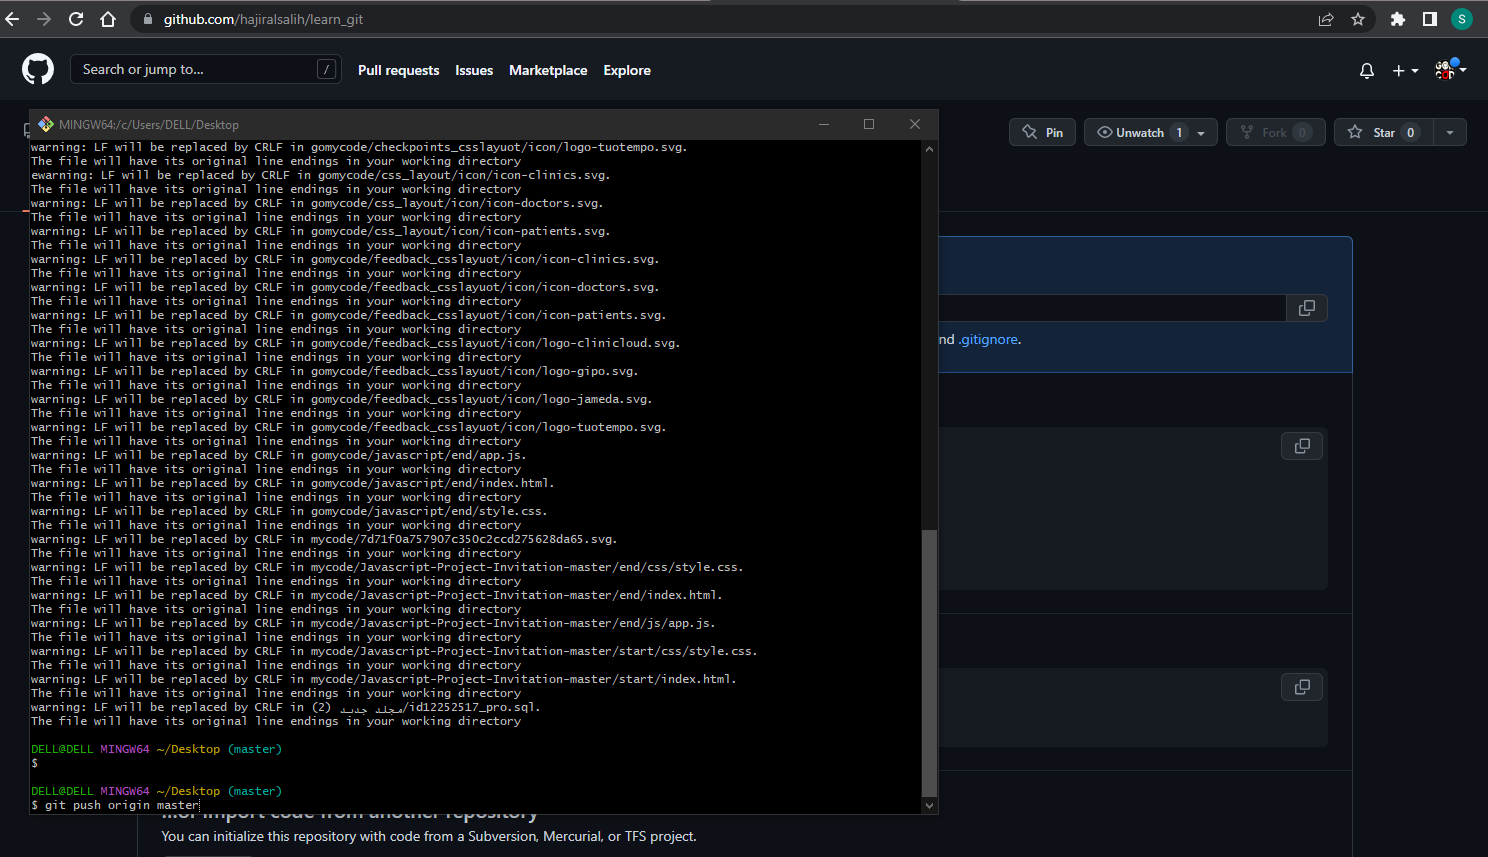 github.com/hajiralsalih/learn_git
S
Search or jump to...
/
Pull requests
Issues
Marketplace
Explore
MINGW64:/c/Users/DELL/Desktop
Pin
Unwatch 1
Fork 0
Star 0
warning: LF will be replaced by CRLF in gomycode/checkpoints_csslayuot/icon/logo-tuotempo.svg.
The file will have its original line endings in your working directory
ewarning: LF will be replaced by CRLF in gomycode/css_layout/icon/icon-clinics.svg.
The file will have its original line endings in your working directory
warning: LF will be replaced by CRLF in gomycode/css_layout/icon/icon-doctors.svg.
The file will have its original line endings in your working directory
warning: LF will be replaced by CRLF in gomycode/css_layout/icon/icon-patients.svg.
The file will have its original line endings in your working directory
warning: LF will be replaced by CRLF in gomycode/feedback_csslayuot/icon/icon-clinics.svg.
The file will have its original line endings in your working directory
warning: LF will be replaced by CRLF in gomycode/feedback_csslayuot/icon/icon-doctors.svg.
The file will have its original line endings in your working directory
warning: LF will be replaced by CRLF in gomycode/feedback_csslayuot/icon/icon-patients.svg.
The file will have its original line endings in your working directory
warning: LF will be replaced by CRLF in gomycode/feedback_csslayuot/icon/logo-clinicloud.svg.
The file will have its original line endings in your working directory
warning: LF will be replaced by CRLF in gomycode/feedback_csslayuot/icon/logo-gipo.svg.
The file will have its original line endings in your working directory
warning: LF will be replaced by CRLF in gomycode/feedback_csslayuot/icon/logo-jameda.svg.
The file will have its original line endings in your working directory
warning: LF will be replaced by CRLF in gomycode/feedback_csslayuot/icon/logo-tuotempo.svg.
The file will have its original line endings in your working directory
warning: LF will be replaced by CRLF in gomycode/javascript/end/app.js.
The file will have its original line endings in your working directory
warning: LF will be replaced by CRLF in gomycode/javascript/end/index.html.
The file will have its original line endings in your working directory
warning: LF will be replaced by CRLF in gomycode/javascript/end/style.css.
The file will have its original line endings in your working directory
warning: LF will be replaced by CRLF in mycode/7d71f0a757907c350c2ccd275628da65.svg.
The file will have its original line endings in your working directory
warning: LF will be replaced by CRLF in mycode/Javascript-Project-Invitation-master/end/css/style.css.
The file will have its original line endings in your working directory
warning: LF will be replaced by CRLF in mycode/Javascript-Project-Invitation-master/end/index.html.
The file will have its original line endings in your working directory
warning: LF will be replaced by CRLF in mycode/Javascript-Project-Invitation-master/end/js/app.js.
The file will have its original line endings in your working directory
warning: LF will be replaced by CRLF in mycode/Javascript-Project-Invitation-master/start/css/style.css.
The file will have its original line endings in your working directory
warning: LF will be replaced by CRLF in mycode/Javascript-Project-Invitation-master/start/index.html.
The file will have its original line endings in your working directory
warning: LF will be replaced by CRLF in (2) مجلد جديد/id12252517_pro.sql.
The file will have its original line endings in your working directory
DELL@DELL MINGW64 ~/Desktop (master)
$
DELL@DELL MINGW64 ~/Desktop (master)
$ git push origin master
nd .gitignore.
...or import code from another repository
You can initialize this repository with code from a Subversion, Mercurial, or TFS project.